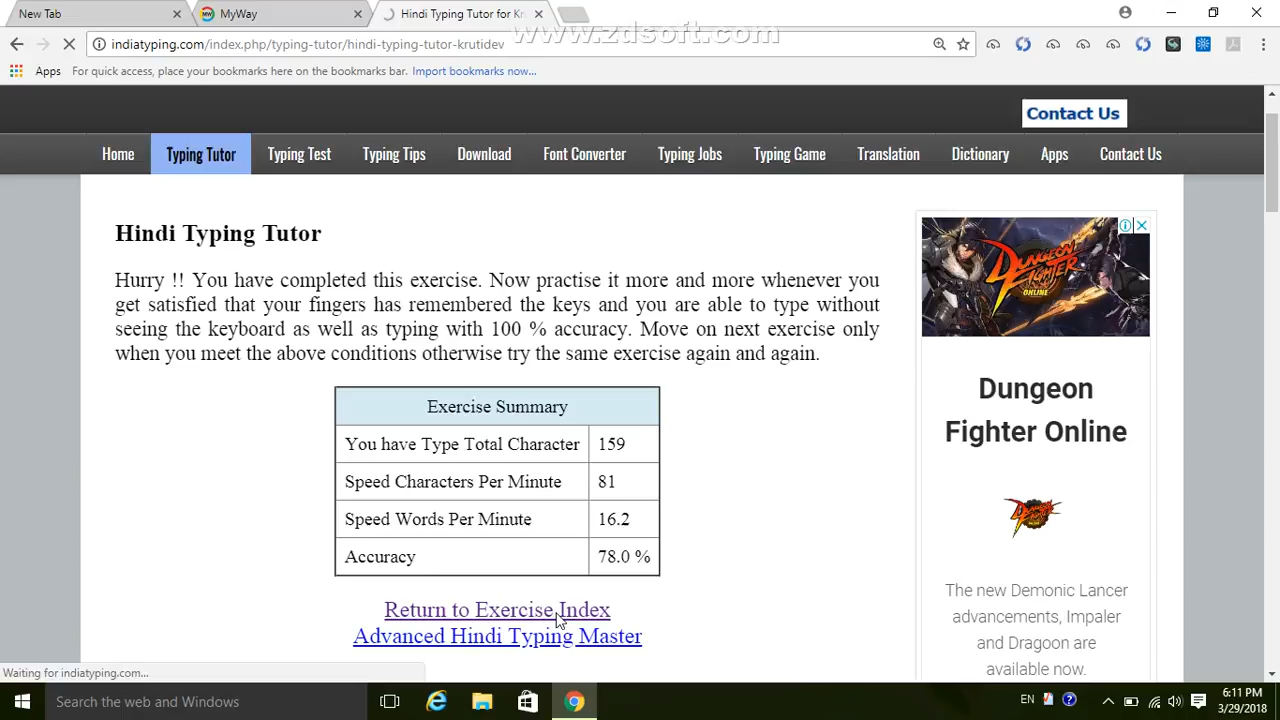 New Tab
MyWay
Hindi Typing Tutor for Kr
www.zdsoft.com
indiatyping.com/index.php/typing-tutor/hindi-typing-tutor-krutidev
Apps
For quick access, place your bookmarks here on the bookmarks bar. Import bookmarks now...
Contact Us
Home Typing Tutor Typing Test Typing Tips Download Font Converter Typing Jobs Typing Game Translation Dictionary Apps Contact Us
Hindi Typing Tutor
Hurry !! You have completed this exercise. Now practise it more and more whenever you
get satisfied that your fingers has remembered the keys and you are able to type without
seeing the keyboard as well as typing with 100 % accuracy. Move on next exercise only
when you meet the above conditions otherwise try the same exercise again and again.
Exercise Summary
You have Type Total Character 159
Speed Characters Per Minute 81
Speed Words Per Minute 16.2
Accuracy 78.0 %
Return to Exercise Index
Advanced Hindi Typing Master
DUNGEON
FIGHTER
ONLINE
Dungeon
Fighter Online
The new Demonic Lancer
advancements, Impaler
and Dragoon are
available now.
Waiting for indiatyping.com...
Search the web and Windows
EN
6:11 PM
3/29/2018